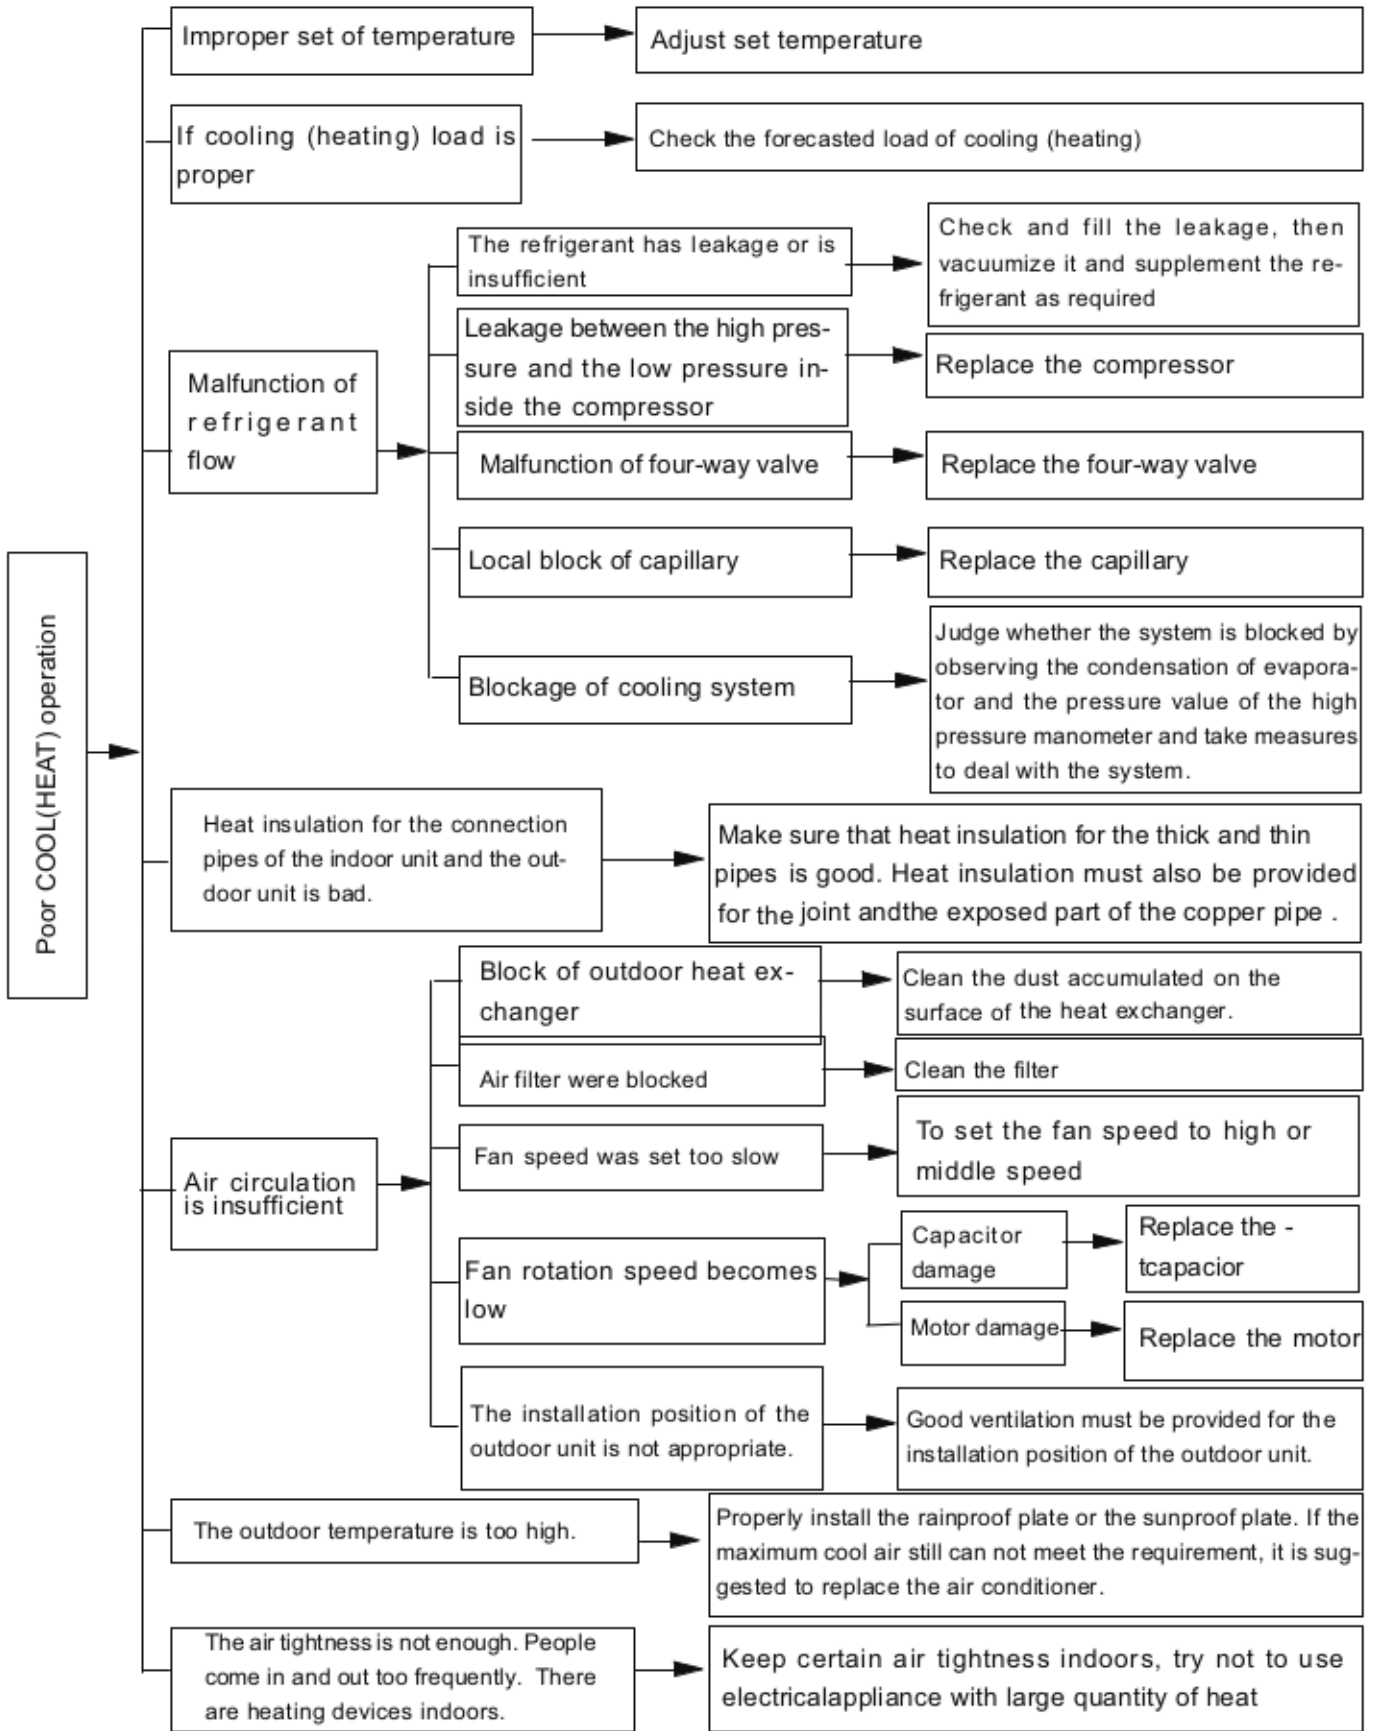 Poor COOL(HEAT) operation
Improper set of temperature
Adjust set temperature
If cooling (heating) load is
proper
Check the forecasted load of cooling (heating)
Malfunction of
refrigerant
flow
The refrigerant has leakage or is
insufficient
Check and fill the leakage, then
vacuumize it and supplement the re-
frigerant as required
Leakage between the high pres-
sure and the low pressure in-
side the compressor
Replace the compressor
Malfunction of four-way valve
Replace the four-way valve
Local block of capillary
Replace the capillary
Blockage of cooling system
Judge whether the system is blocked by
observing the condensation of evapora-
tor and the pressure value of the high
pressure manometer and take measures
to deal with the system.
Heat insulation for the connection
pipes of the indoor unit and the out-
door unit is bad.
Make sure that heat insulation for the thick and thin
pipes is good. Heat insulation must also be provided
for the joint andthe exposed part of the copper pipe .
Air circulation
is insufficient
Block of outdoor heat ex-
changer
Clean the dust accumulated on the
surface of the heat exchanger.
Air filter were blocked
Clean the filter
Fan speed was set too slow
To set the fan speed to high or
middle speed
Fan rotation speed becomes
low
Capacitor
damage
Replace the -
tcapacior
Motor damage
Replace the motor
The installation position of the
outdoor unit is not appropriate.
Good ventilation must be provided for the
installation position of the outdoor unit.
The outdoor temperature is too high.
Properly install the rainproof plate or the sunproof plate. If the
maximum cool air still can not meet the requirement, it is sug-
gested to replace the air conditioner.
The air tightness is not enough. People
come in and out too frequently. There
are heating devices indoors.
Keep certain air tightness indoors, try not to use
electricalappliance with large quantity of heat